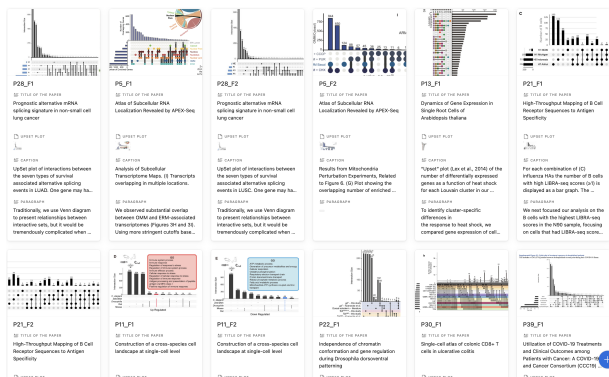 P28_F1
TITLE OF THE PAPER
Prognostic alternative mRNA
splicing signature in non-small cell
lung cancer
UPSET PLOT
CAPTION
UpSet plot of interactions between
the seven types of survival
associated alternative splicing
events in LUAD. One gene may ha...
PARAGRAPH
Traditionally, we use Venn diagram
to present relationships between
interactive sets, but it would be
tremendously complicated when ...
P5_F1
TITLE OF THE PAPER
Atlas of Subcellular RNA
Localization Revealed by APEX-Seq
UPSET PLOT
CAPTION
Analysis of Subcellular
Transcriptome Maps. (I) Transcripts
overlapping in multiple locations.
PARAGRAPH
We observed substantial overlap
between OMM and ERM-associated
transcriptomes (Figures 3H and 3I).
Using more stringent cutoffs base...
P28_F2
TITLE OF THE PAPER
Prognostic alternative mRNA
splicing signature in non-small cell
lung cancer
UPSET PLOT
CAPTION
UpSet plot of interactions between
the seven types of survival
associated alternative splicing
events in LUSC. One gene may ha...
PARAGRAPH
Traditionally, we use Venn diagram
to present relationships between
interactive sets, but it would be
tremendously complicated when ...
P5_F2
TITLE OF THE PAPER
Atlas of Subcellular RNA
Localization Revealed by APEX-Seq
UPSET PLOT
CAPTION
Results from Mitochondria
Perturbation Experiments, Related
to Figure 6. (G) Plot showing the
overlapping number of enriched ...
PARAGRAPH
...
P13_F1
TITLE OF THE PAPER
Dynamics of Gene Expression in
Single Root Cells of
Arabidopsis thaliana
UPSET PLOT
CAPTION
"Upset" plot (Lex et al., 2014) of the
number of differentially expressed
genes as a function of heat shock
for each Louvain cluster in our ...
PARAGRAPH
To identify cluster-specific
differences in
the response to heat shock, we
compared gene expression of cell...
C
P21_F1
TITLE OF THE PAPER
High-Throughput Mapping of B Cell
Receptor Sequences to Antigen
Specificity
UPSET PLOT
CAPTION
For each combination of (C)
influenza HAs the number of B cells
with high LIBRA-seq scores (≥1) is
displayed as a bar graph. The ...
PARAGRAPH
We next focused our analysis on the
B cells with the highest LIBRA-seq
scores in the N90 sample, focusing
on cells that had LIBRA-seq scores...
P21_F2
TITLE OF THE PAPER
High-Throughput Mapping of B Cell
Receptor Sequences to Antigen
Specificity
P11_F1
TITLE OF THE PAPER
Construction of a cross-species cell
landscape at single-cell level
P11_F2
TITLE OF THE PAPER
Construction of a cross-species cell
landscape at single-cell level
P22_F1
TITLE OF THE PAPER
Independence of chromatin
conformation and gene regulation
during Drosophila dorsoventral
patterning
P30_F1
TITLE OF THE PAPER
Single-cell atlas of colonic CD8+ T
cells in ulcerative colitis
P39_F1
TITLE OF THE PAPER
Utilization of COVID-19 Treatments
and Clinical Outcomes among
Patients with Cancer: A COVID-19
and Cancer Consortium (CCC19) ...